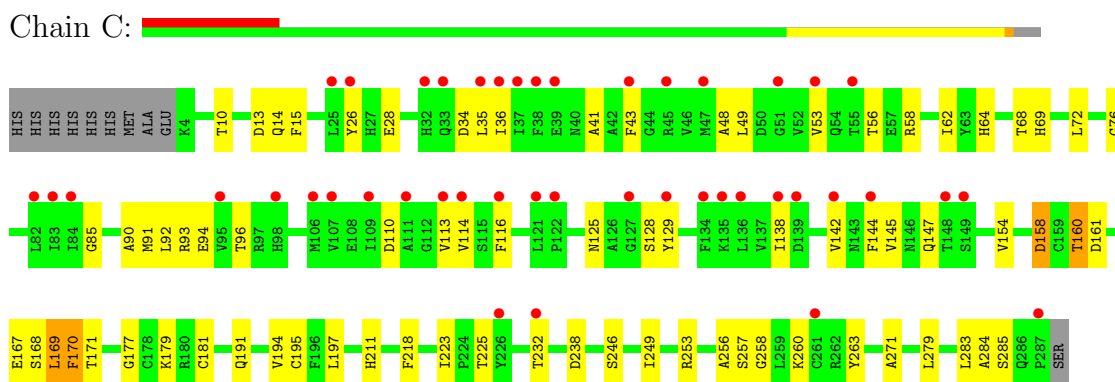 Chain C:
HIS HIS HIS HIS HIS HIS MET ALA GLU K4 T10 D13 Q14 F15 L25 Y26 H27 E28 H32 Q33 D34 L35 I36 I37 F38 E39 N40 A41 A42 F43 G44 R45 V46 M47 A48 L49 D50 G51 V52 V53 Q54 T55 T56 E57 R58 I62 Y63 H64 T68 H69 L72 G76
L82 I83 I84 G85 A90 M91 L92 R93 E94 V95 T96 R97 H98 M106 V107 E108 I109 D110 A111 G112 V113 V114 S115 F116 L121 P122 N125 A126 G127 S128 Y129 F134 K135 L136 V137 I138 D139 V142 N143 F144 V145 N146 Q147 T148 S149 V154 D158 G159 T160 D161
E167 S168 L169 F170 T171 G177 C178 K179 R180 C181 Q191 V194 C195 F196 L197 H211 F218 I223 P224 T225 Y226 T232 D238 S246 I249 R253 A256 S257 G258 L259 K260 C261 R262 Y263 A271 L279 L283 A284 S285 Q286 P287 SER